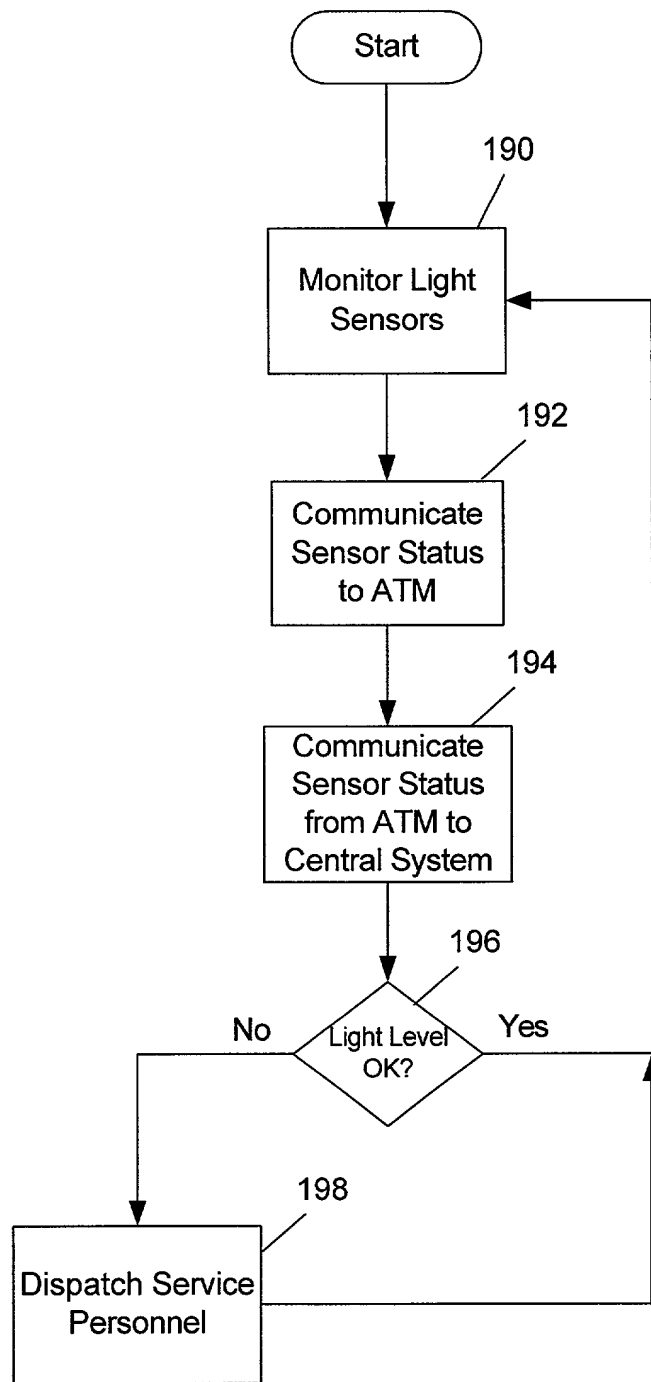 Start
190
Monitor Light
Sensors
192
Communicate
Sensor Status
to ATM
194
Communicate
Sensor Status
from ATM to
Central System
196
No
Light Level
OK?
Yes
198
Dispatch Service
Personnel